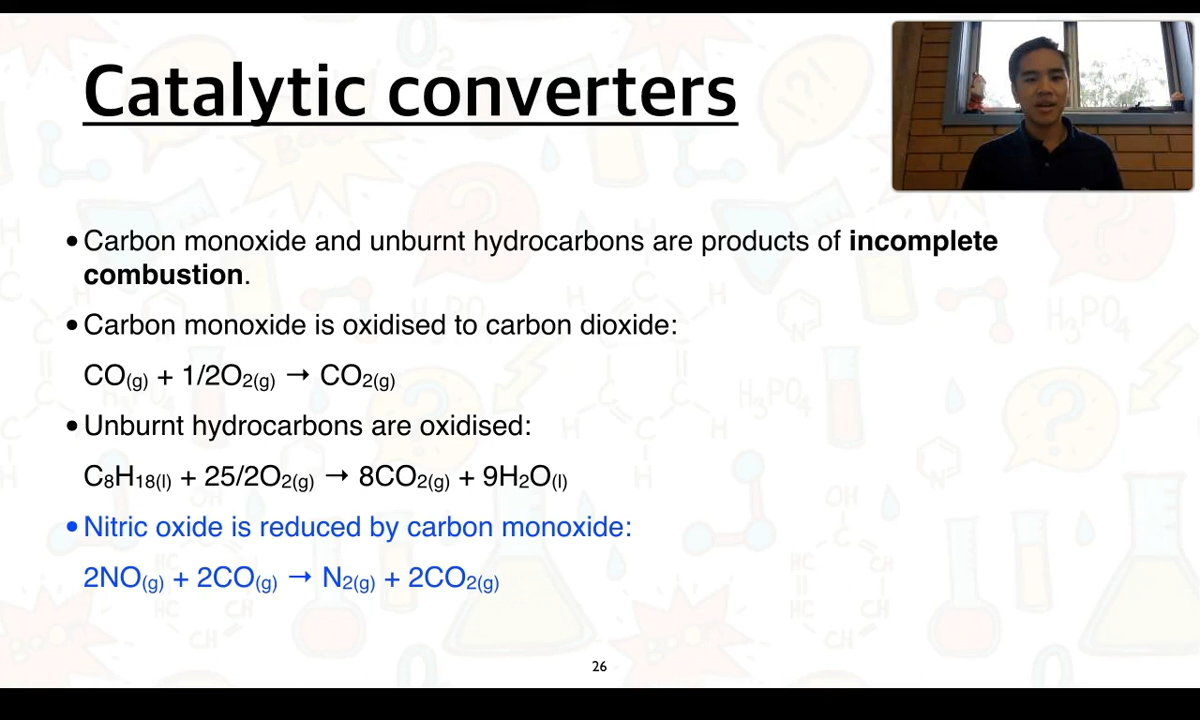 Catalytic converters
•Carbon monoxide and unburnt hydrocarbons are products of incomplete
combustion.
•Carbon monoxide is oxidised to carbon dioxide:
CO(g) + 1/2O2(g) → CO2(g)
•Unburnt hydrocarbons are oxidised:
C8H18(l) + 25/2O2(g) → 8CO2(g) + 9H2O(l)
•Nitric oxide is reduced by carbon monoxide:
2NO(g) + 2CO(g) → N2(g) + 2CO2(g)
26